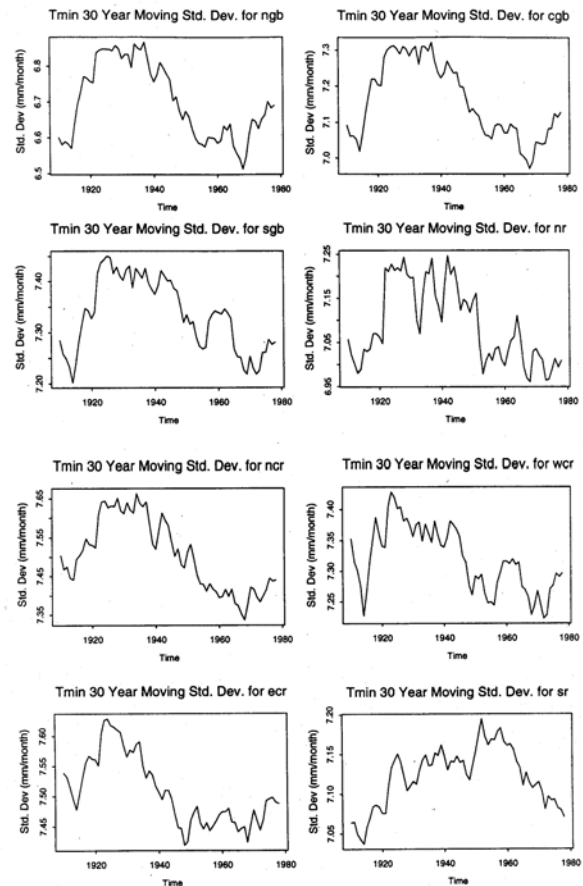 Tmin 30 Year Moving Std. Dev. for ngb
Std. Dev (mm/month)
6.5 6.6 6.7 6.8
1920 1940 1960 1980
Time
Tmin 30 Year Moving Std. Dev. for cgb
Std. Dev (mm/month)
7.0 7.1 7.2 7.3
1920 1940 1960 1980
Time
Tmin 30 Year Moving Std. Dev. for sgb
Std. Dev (mm/month)
7.20 7.30 7.40
1920 1940 1960 1980
Time
Tmin 30 Year Moving Std. Dev. for nr
Std. Dev (mm/month)
6.95 7.05 7.15 7.25
1920 1940 1960 1980
Time
Tmin 30 Year Moving Std. Dev. for ncr
Std. Dev (mm/month)
7.35 7.45 7.55 7.65
1920 1940 1960 1980
Time
Tmin 30 Year Moving Std. Dev. for wcr
Std. Dev (mm/month)
7.25 7.30 7.35 7.40
1920 1940 1960 1980
Time
Tmin 30 Year Moving Std. Dev. for ecr
Std. Dev (mm/month)
7.45 7.50 7.55 7.60
1920 1940 1960 1980
Time
Tmin 30 Year Moving Std. Dev. for sr
Std. Dev (mm/month)
7.05 7.10 7.15 7.20
1920 1940 1960 1980
Time